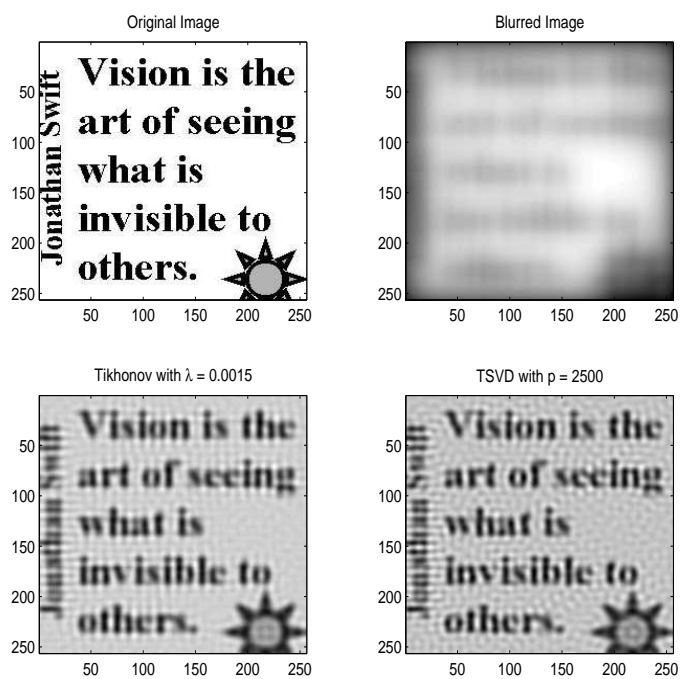 Original Image
Vision is the
art of seeing
what is
invisible to
others.
Jonathan Swift
50
100
150
200
250
50 100 150 200 250
Blurred Image
50
100
150
200
250
50 100 150 200 250
Tikhonov with λ = 0.0015
Vision is the
art of seeing
what is
invisible to
others.
Jonathan Swift
50
100
150
200
250
50 100 150 200 250
TSVD with p = 2500
Vision is the
art of seeing
what is
invisible to
others.
Jonathan Swift
50
100
150
200
250
50 100 150 200 250